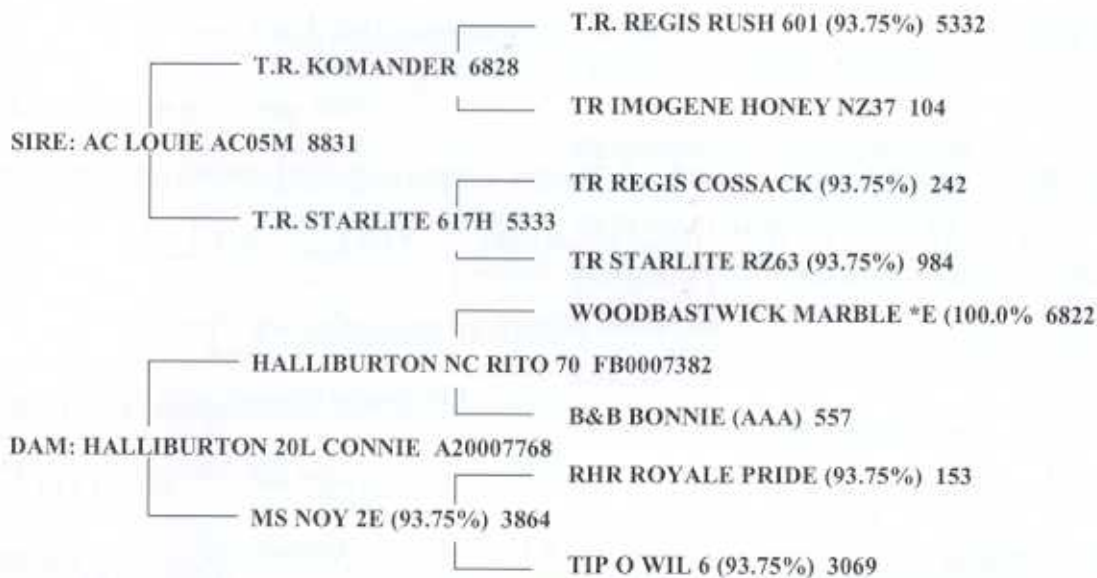 T.R. REGIS RUSH 601 (93.75%) 5332
T.R. KOMANDER 6828
TR IMOGENE HONEY NZ37 104
SIRE: AC LOUIE AC05M 8831
TR REGIS COSSACK (93.75%) 242
T.R. STARLITE 617H 5333
TR STARLITE RZ63 (93.75%) 984
WOODBASTWICK MARBLE *E (100.0% 6822
HALLIBURTON NC RITO 70 FB0007382
B&B BONNIE (AAA) 557
DAM: HALLIBURTON 20L CONNIE A20007768
RHR ROYALE PRIDE (93.75%) 153
MS NOY 2E (93.75%) 3864
TIP O WIL 6 (93.75%) 3069